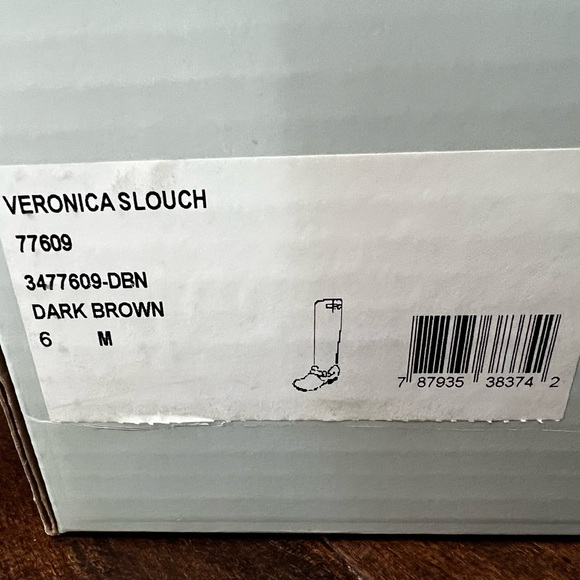 VERONICA SLOUCH
77609
3477609-DBN
DARK BROWN
6 M
7 87935 38374 2